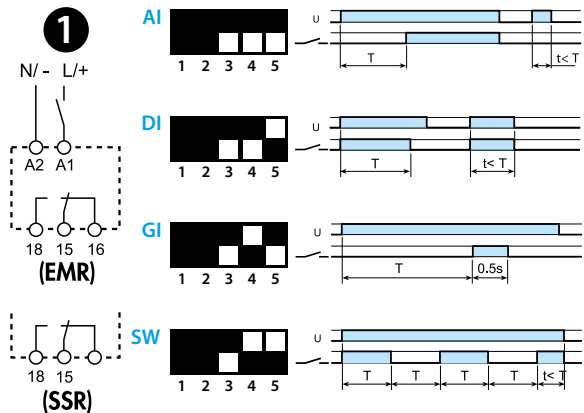 1
N/ - L/+
A2 A1
18 15 16
(EMR)
18 15
(SSR)
AI
1 2 3 4 5
U
T
t< T
DI
1 2 3 4 5
U
T
t< T
GI
1 2 3 4 5
U
T
0.5s
SW
1 2 3 4 5
U
T T T T t< T